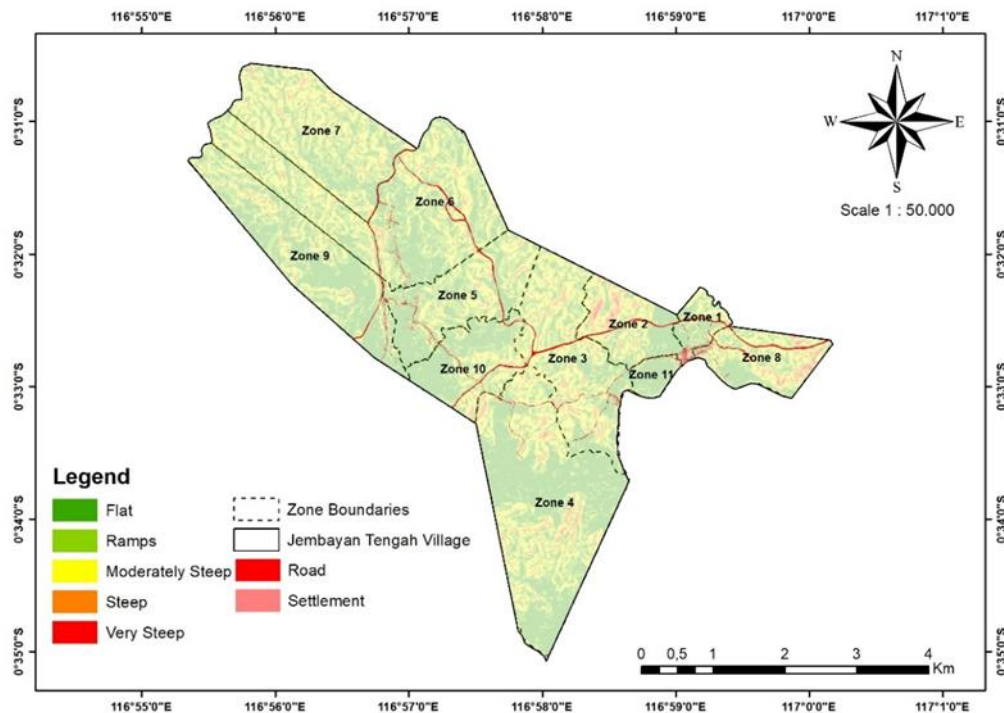 116°55'0"E 116°56'0"E 116°57'0"E 116°58'0"E 116°59'0"E 117°0'0"E 117°1'0"E
N
W E
S
Scale 1 : 50.000
0°31'0"S 0°31'0"S
0°32'0"S 0°32'0"S
0°33'0"S 0°33'0"S
0°34'0"S 0°34'0"S
0°35'0"S 0°35'0"S
Zone 7
Zone 6
Zone 9
Zone 5
Zone 2
Zone 1
Zone 3
Zone 8
Zone 10
Zone 11
Zone 4
Legend
Flat
Ramps
Moderately Steep
Steep
Very Steep
Zone Boundaries
Jembayan Tengah Village
Road
Settlement
0 0,5 1 2 3 4
Km
116°55'0"E 116°56'0"E 116°57'0"E 116°58'0"E 116°59'0"E 117°0'0"E 117°1'0"E